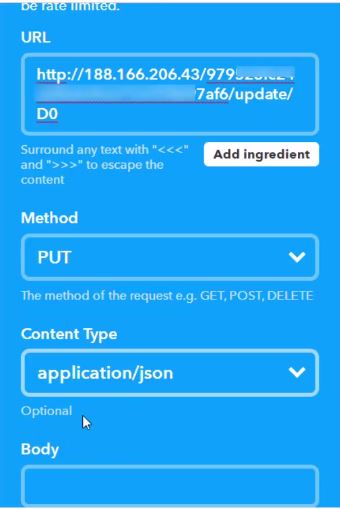 be rate limited.
URL
http://188.166.206.43/979
7af6/update/
D0
Surround any text with "<<<"
and ">>>" to escape the
content
Add ingredient
Method
PUT
The method of the request e.g. GET, POST, DELETE
Content Type
application/json
Optional
Body